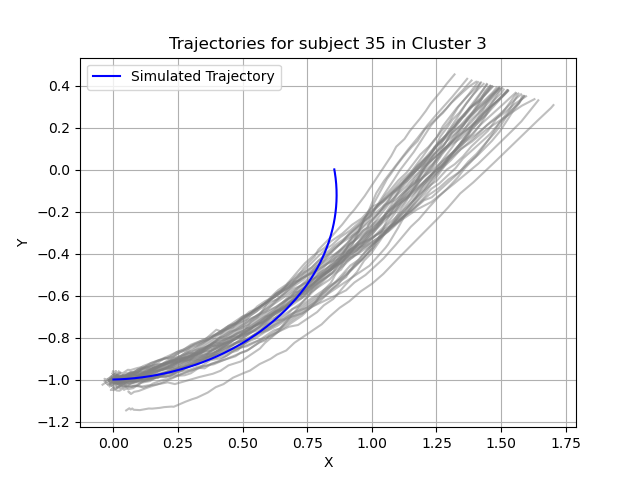 Trajectories for subject 35 in Cluster 3
Simulated Trajectory
0.4
0.2
0.0
−0.2
−0.4
−0.6
−0.8
−1.0
−1.2
Y
0.00 0.25 0.50 0.75 1.00 1.25 1.50 1.75
X